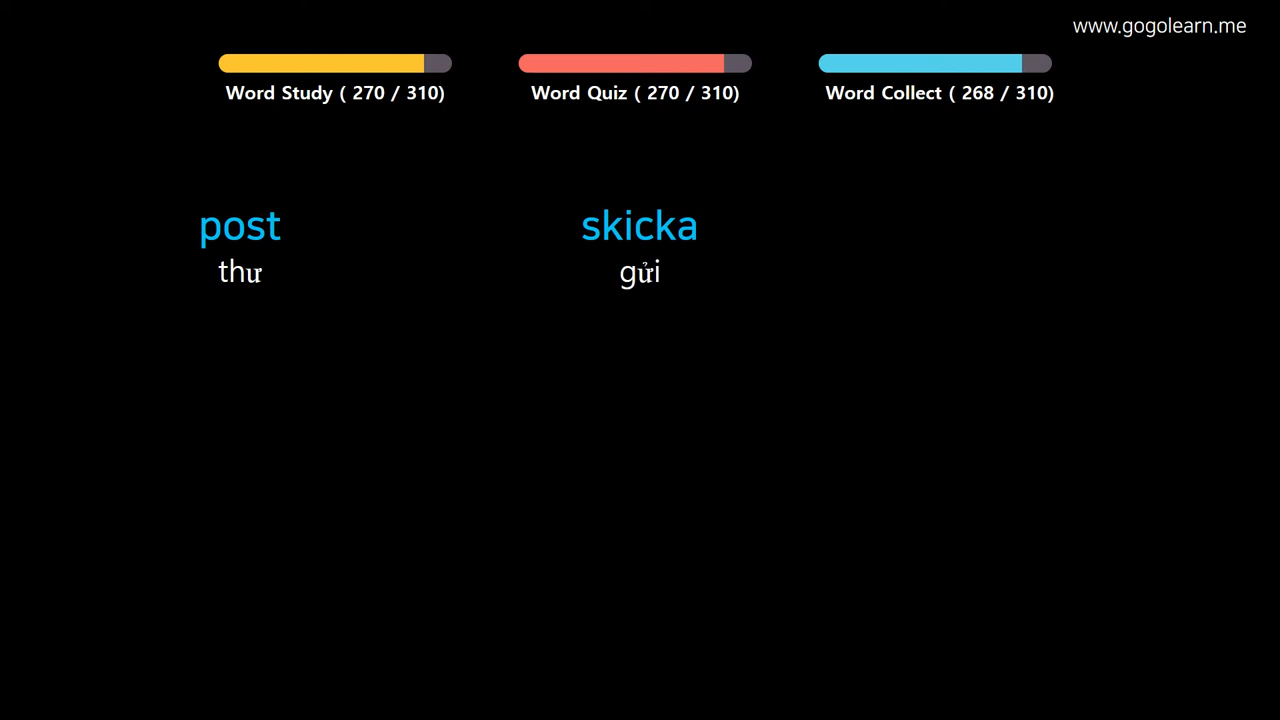 www.gogolearn.me
Word Study ( 270 / 310)
Word Quiz ( 270 / 310)
Word Collect ( 268 / 310)
post
skicka
thư
gửi